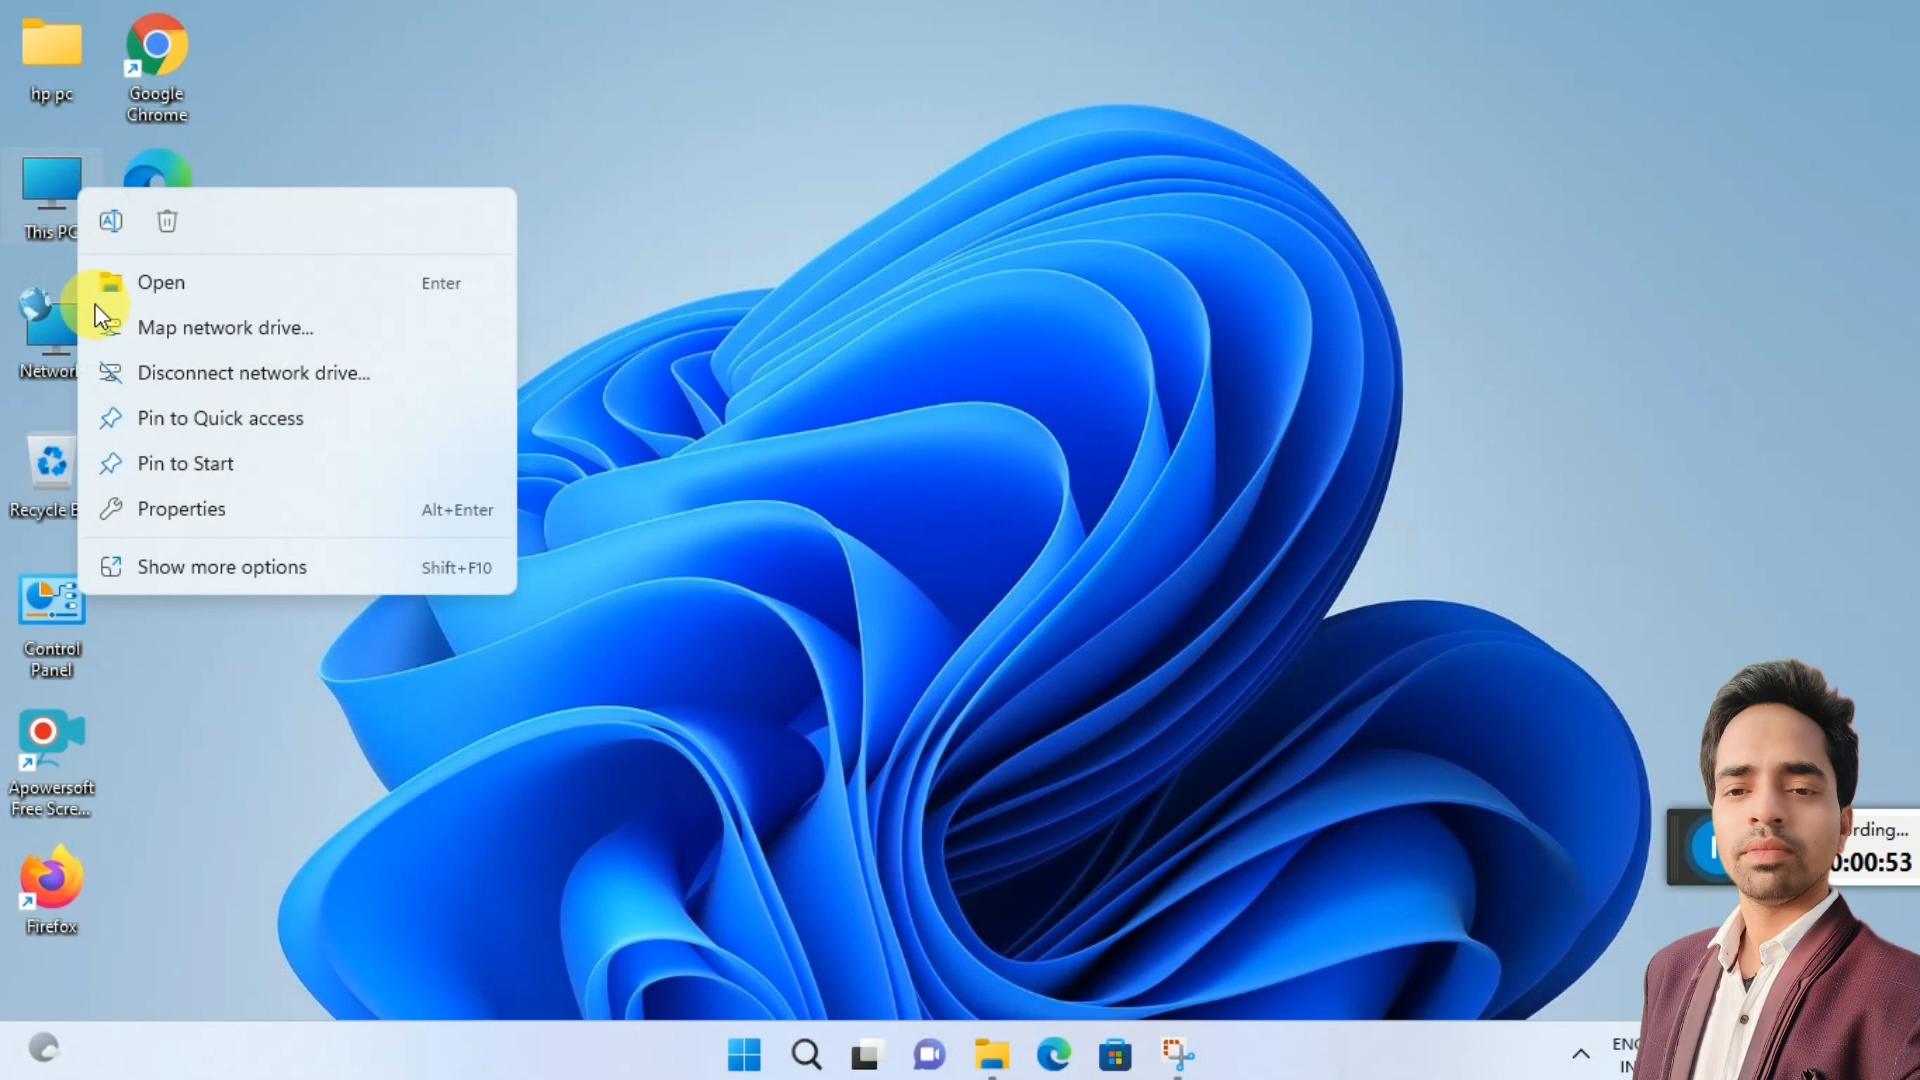 hp pc
Google
Chrome
This PC
Open Enter
Map network drive...
Disconnect network drive...
Pin to Quick access
Pin to Start
Properties Alt+Enter
Show more options Shift+F10
Networ
Recycle B
Control
Panel
Apowersoft
Free Scre...
Firefox
rding...
0:00:53
ENG
IN